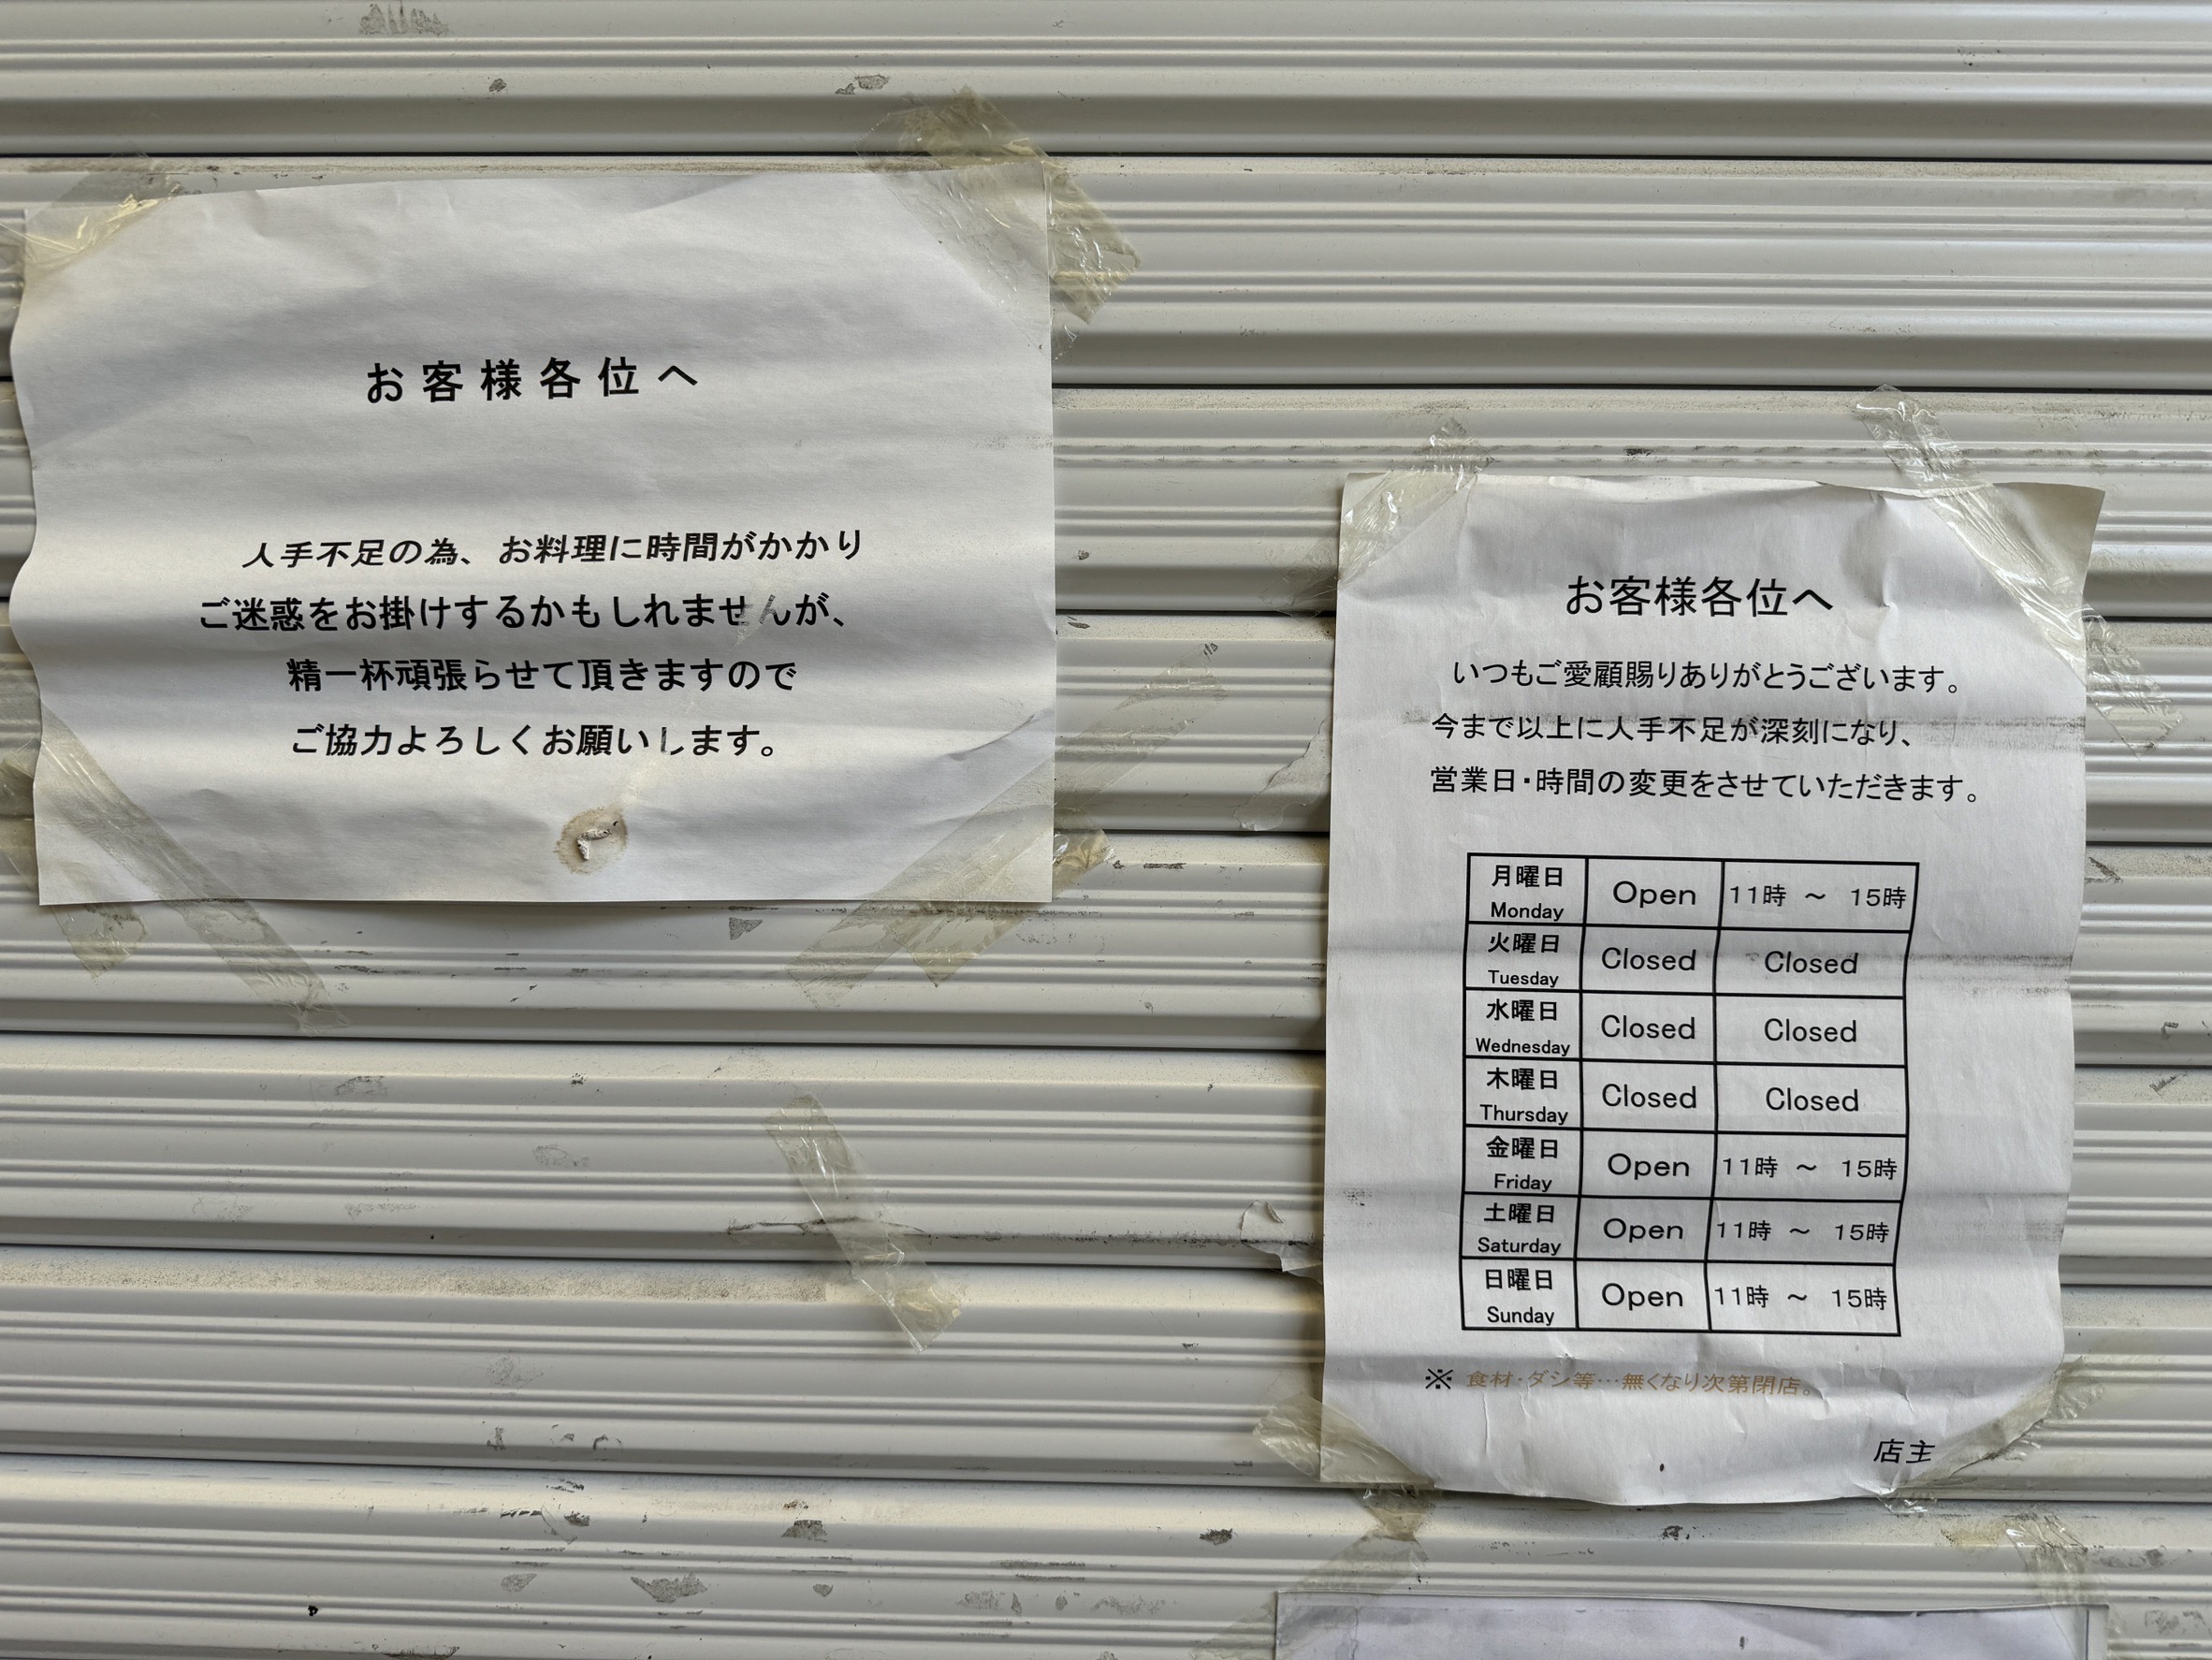 お客様各位へ
人手不足の為、お料理に時間がかかり
ご迷惑をお掛けするかもしれませんが、
精一杯頑張らせて頂きますので
ご協力よろしくお願いします。
お客様各位へ
いつもご愛顧賜りありがとうございます。
今まで以上に人手不足が深刻になり、
営業日・時間の変更をさせていただきます。
月曜日 Open 11時 ～ 15時
Monday
火曜日 Closed Closed
Tuesday
水曜日 Closed Closed
Wednesday
木曜日 Closed Closed
Thursday
金曜日 Open 11時 ～ 15時
Friday
土曜日 Open 11時 ～ 15時
Saturday
日曜日 Open 11時 ～ 15時
Sunday
※ 食材・ダシ等…無くなり次第閉店。
店主